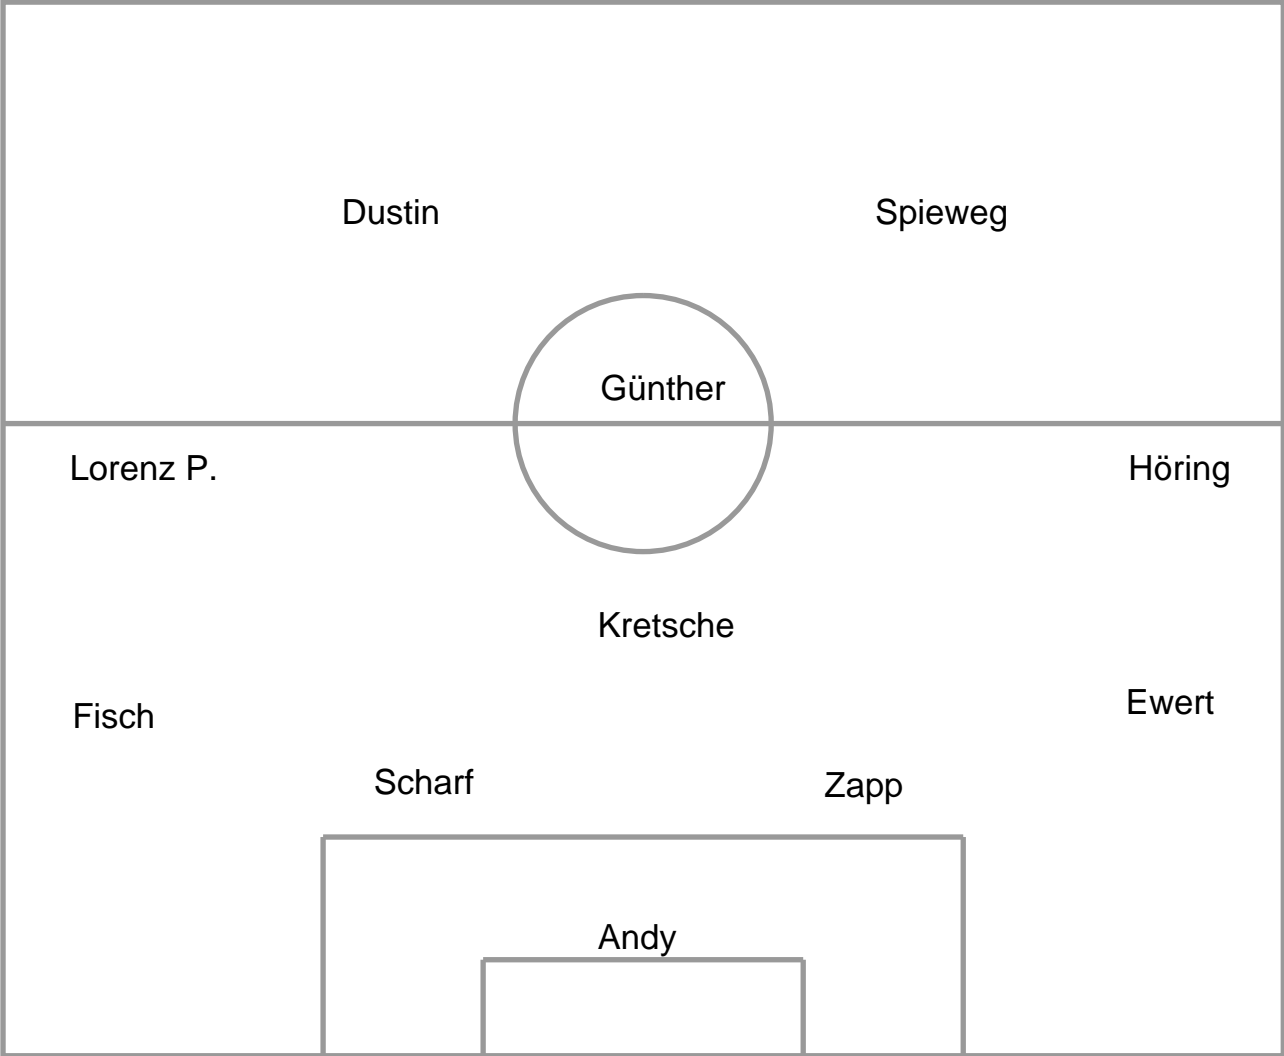 Dustin
Spieweg
Günther
Lorenz P.
Höring
Kretsche
Fisch
Ewert
Scharf
Zapp
Andy